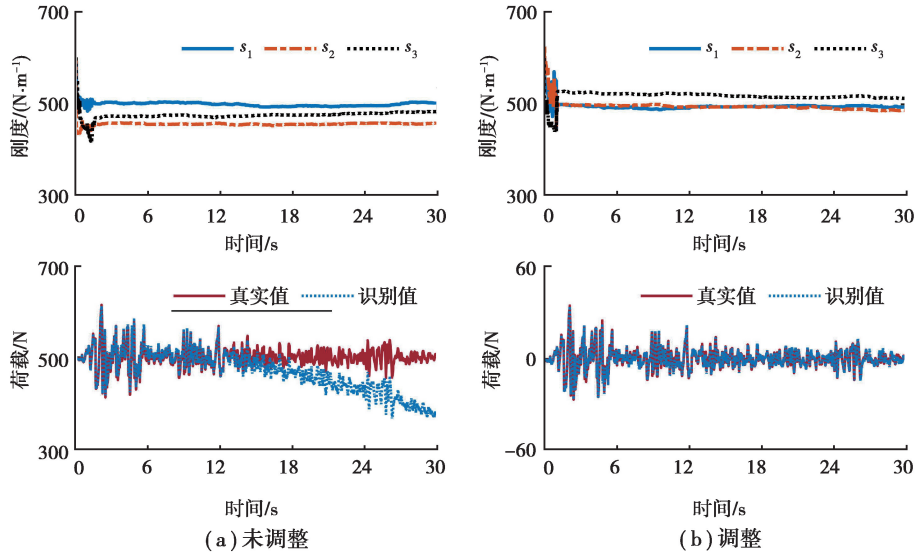 700
500
300
刚度/(N·m⁻¹)
s₁ s₂ s₃
0 6 12 18 24 30
时间/s
700
500
300
刚度/(N·m⁻¹)
s₁ s₂ s₃
0 6 12 18 24 30
时间/s
700
500
300
荷载/N
真实值 识别值
0 6 12 18 24 30
时间/s
(a)未调整
60
0
-60
荷载/N
真实值 识别值
0 6 12 18 24 30
时间/s
(b)调整